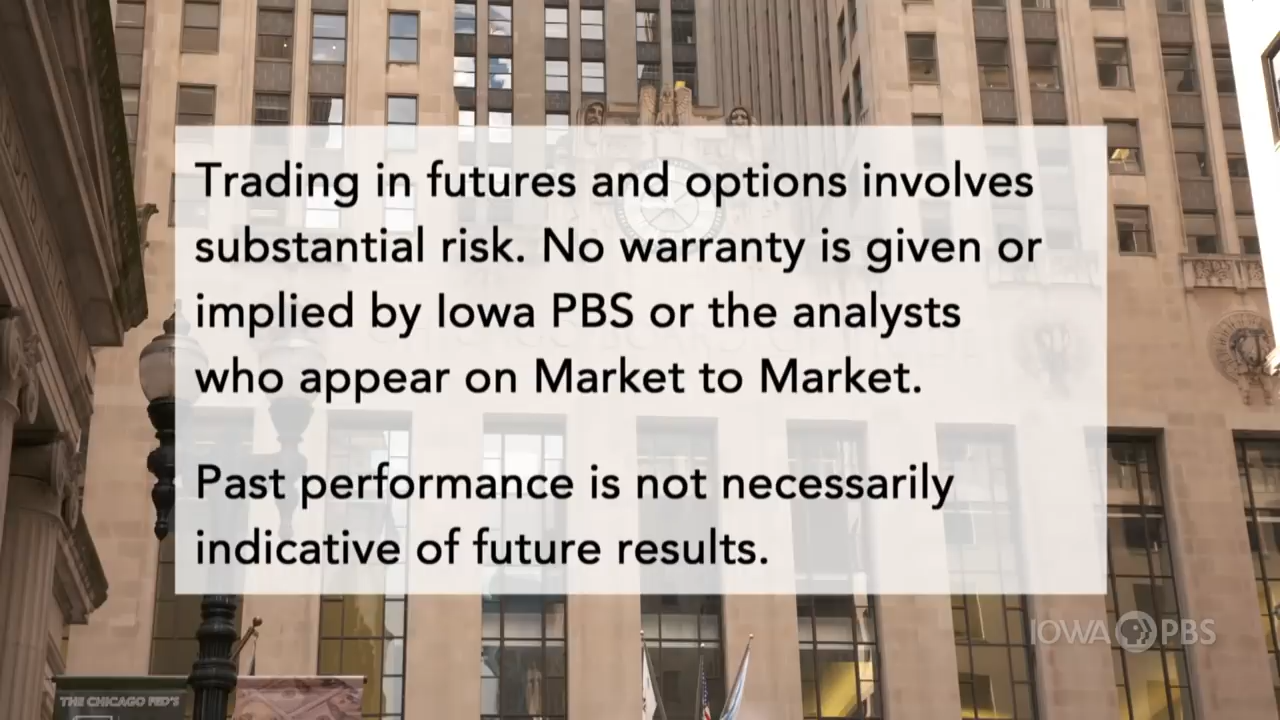 Trading in futures and options involves
substantial risk. No warranty is given or
implied by Iowa PBS or the analysts
who appear on Market to Market.
Past performance is not necessarily
indicative of future results.
IOWA PBS
THE CHICAGO FED'S